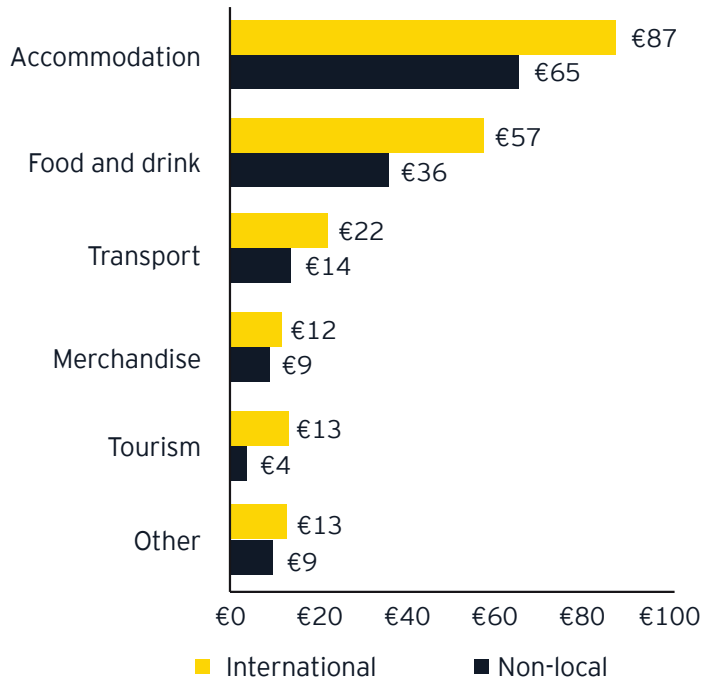 Accommodation
€87
€65
Food and drink
€57
€36
Transport
€22
€14
Merchandise
€12
€9
Tourism
€13
€4
Other
€13
€9
€0 €20 €40 €60 €80 €100
International Non-local